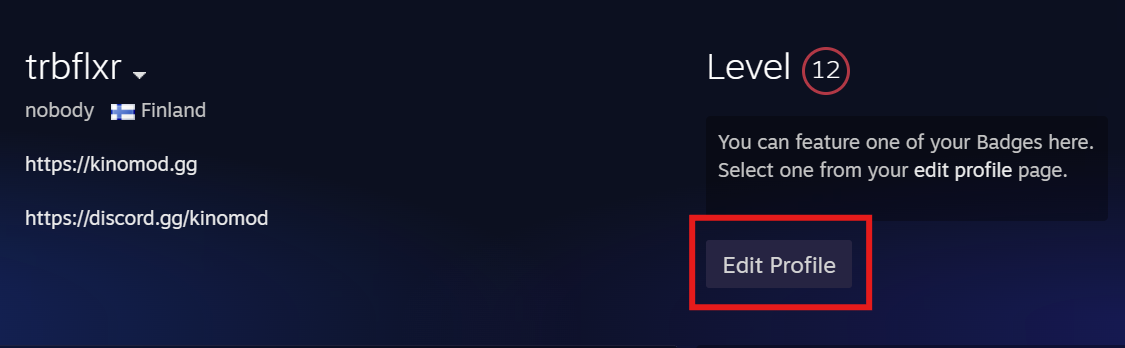 trbflxr
nobody Finland
https://kinomod.gg
https://discord.gg/kinomod
Level 12
You can feature one of your Badges here.
Select one from your edit profile page.
Edit Profile